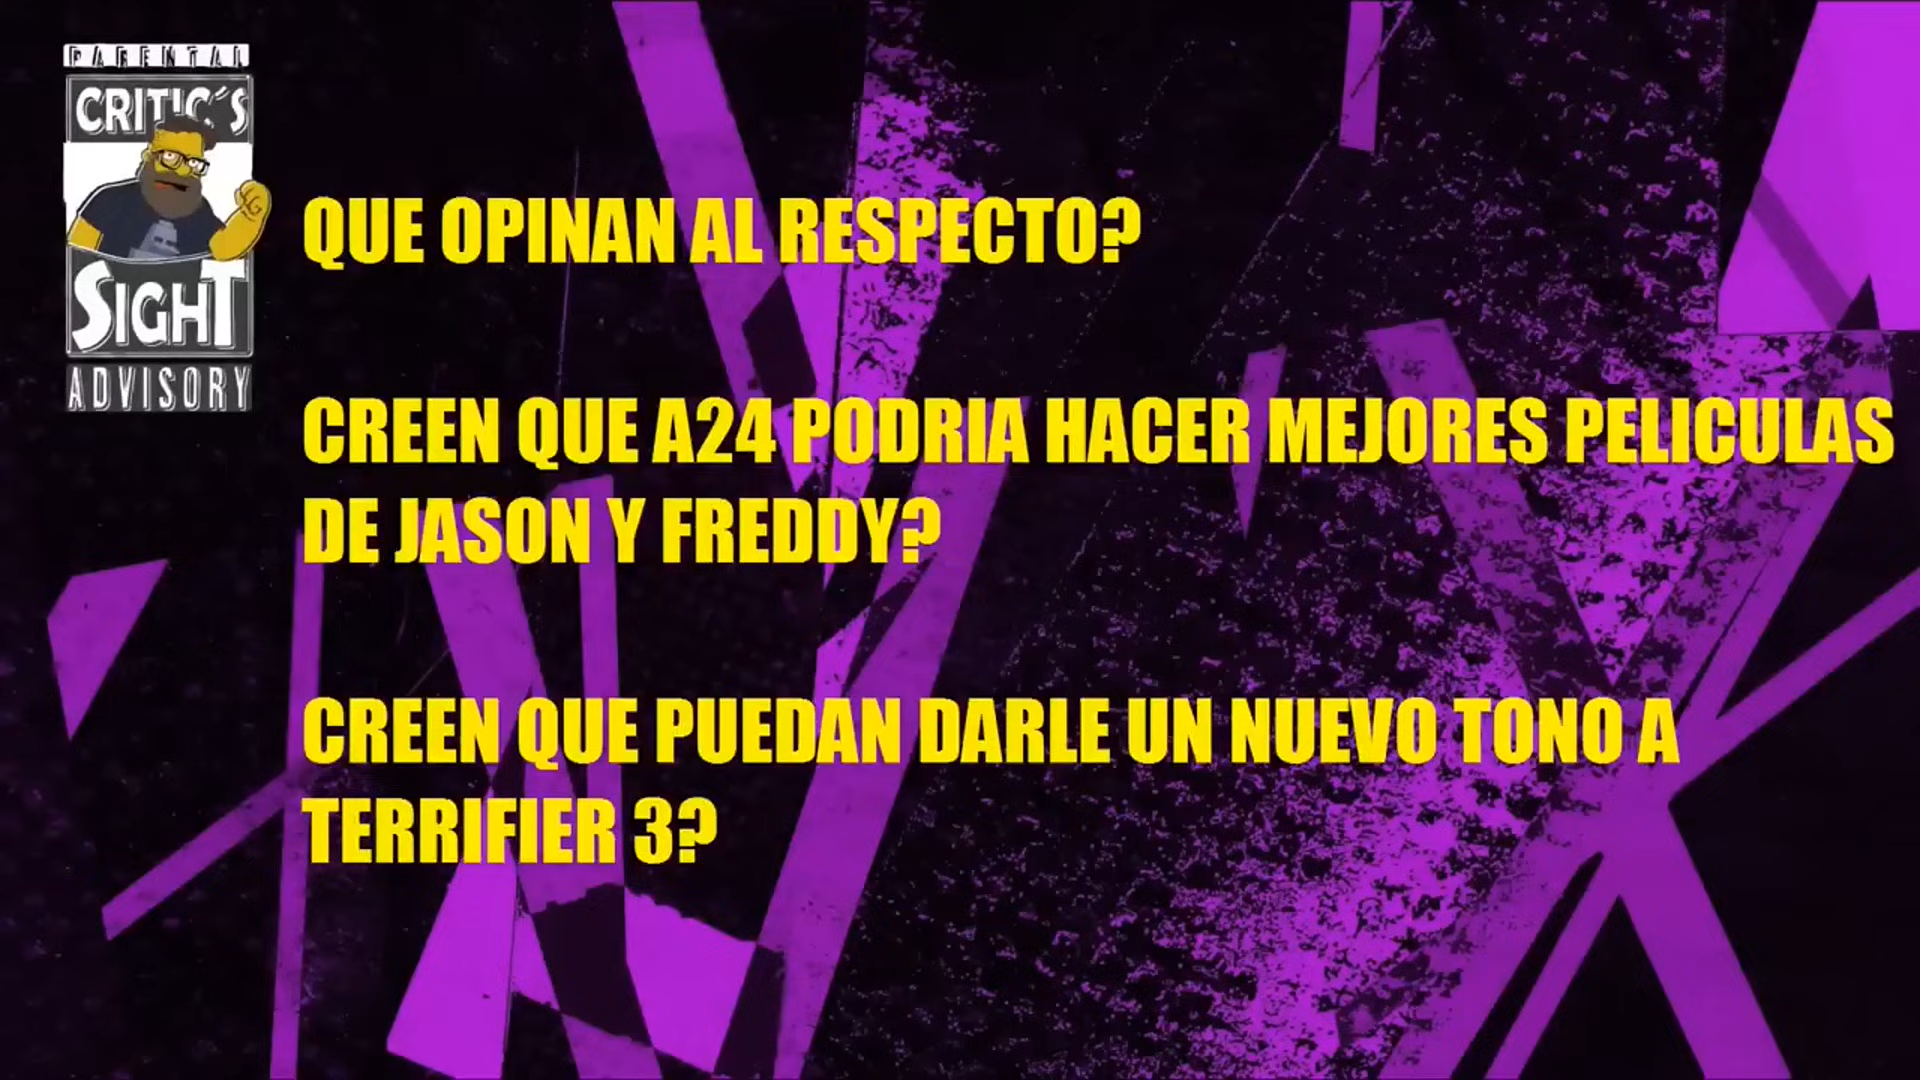 PARENTAL
CRITIC´S
SIGHT
ADVISORY
QUE OPINAN AL RESPECTO?
CREEN QUE A24 PODRIA HACER MEJORES PELICULAS
DE JASON Y FREDDY?
CREEN QUE PUEDAN DARLE UN NUEVO TONO A
TERRIFIER 3?